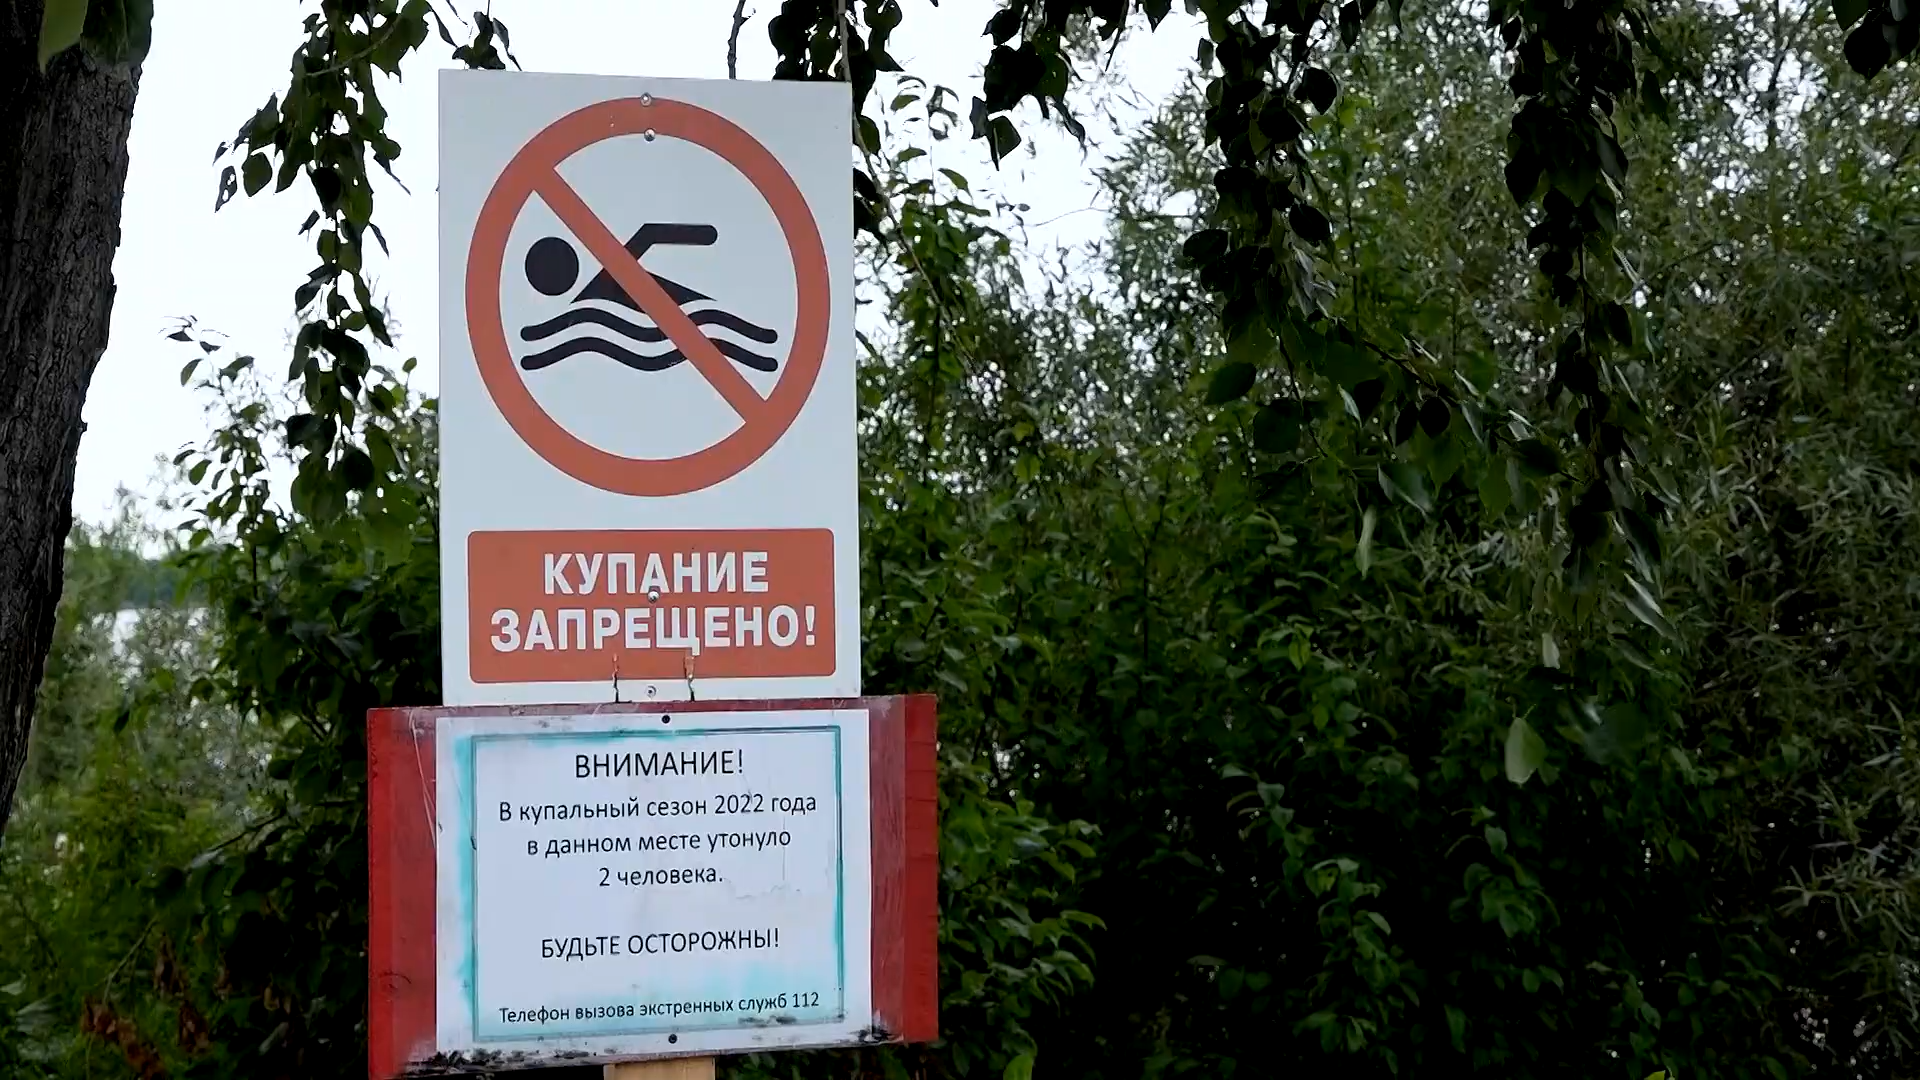 КУПАНИЕ
ЗАПРЕЩЕНО!
ВНИМАНИЕ!
В купальный сезон 2022 года
в данном месте утонуло
2 человека.
БУДЬТЕ ОСТОРОЖНЫ!
Телефон вызова экстренных служб 112